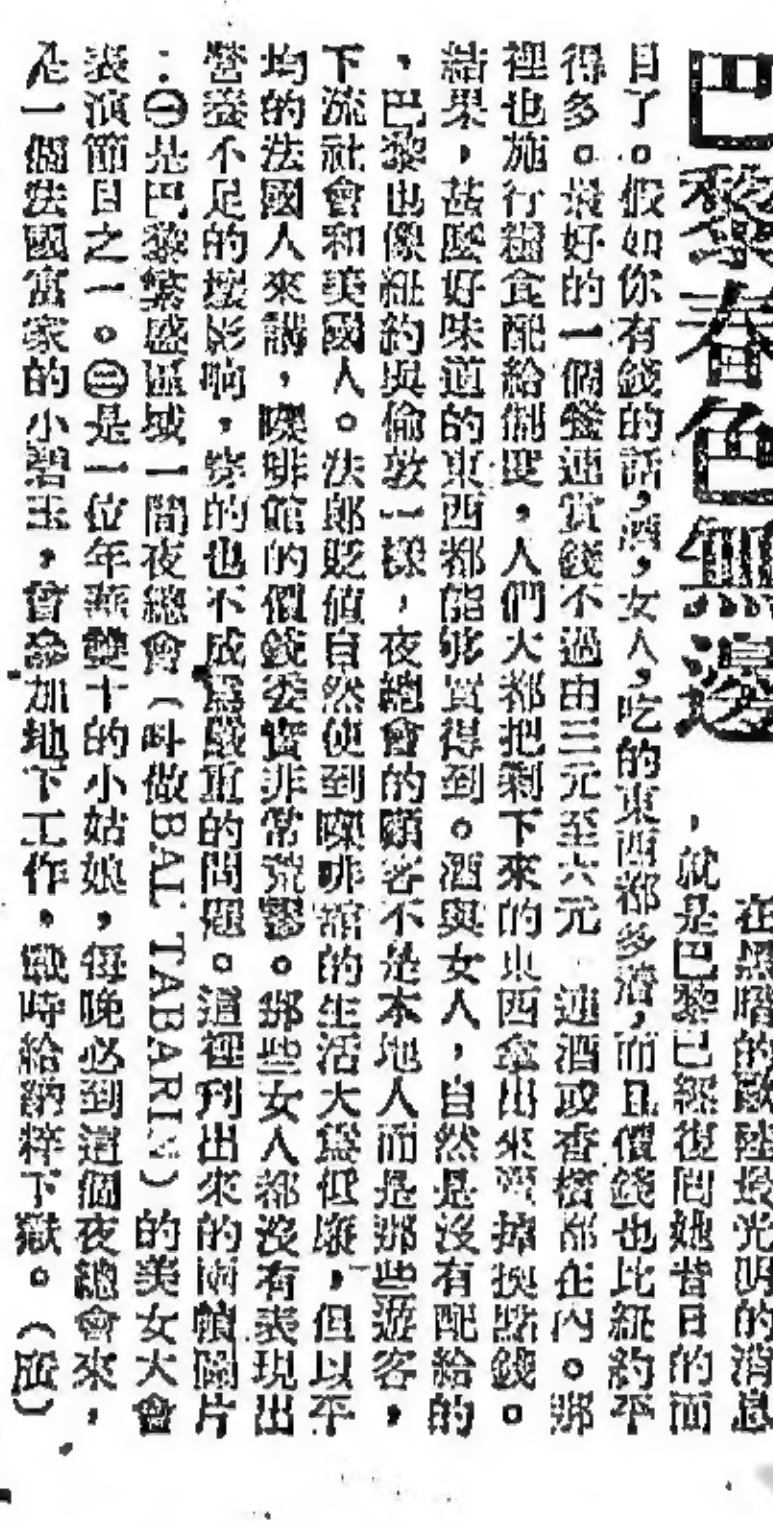 巴黎春色無邊
在黑暗的歐陸最光明的消息
，就是巴黎已經復回她昔日的面
目了。假如你有錢的話，酒，女人，吃的東西都多濟，而且價錢也比紐約平
得多。最好的一個餐連賞錢不過由三元至六元 連酒或香檳都在內。那
裡也施行糧食配給制度，人們大都把剩下來的東西拿出來賣掉換點錢。
結果，甚麼好味道的東西都能够買得到。酒與女人，自然是沒有配給的
，巴黎也像紐約與倫敦一樣，夜總會的顧客不是本地人而是那些遊客，
下流社會和美國人。法郎貶值自然使到㗎啡館的生活大為低廉，但以平
均的法國人來講，㗎啡館的價錢委實非常荒謬。那些女人都沒有表現出
營養不足的壞影响，穿的也不成為嚴重的問題。這裡刊出來的兩幀圖片
：㊀是巴黎繁盛區域一間夜總會（叫做BAL TABARIN）的美女大會
表演節目之一。㊁是一位年華雙十的小姑娘，每晚必到這個夜總會來，
是一個法國富家的小碧玉，曾參加地下工作，戰時給納粹下獄。（）